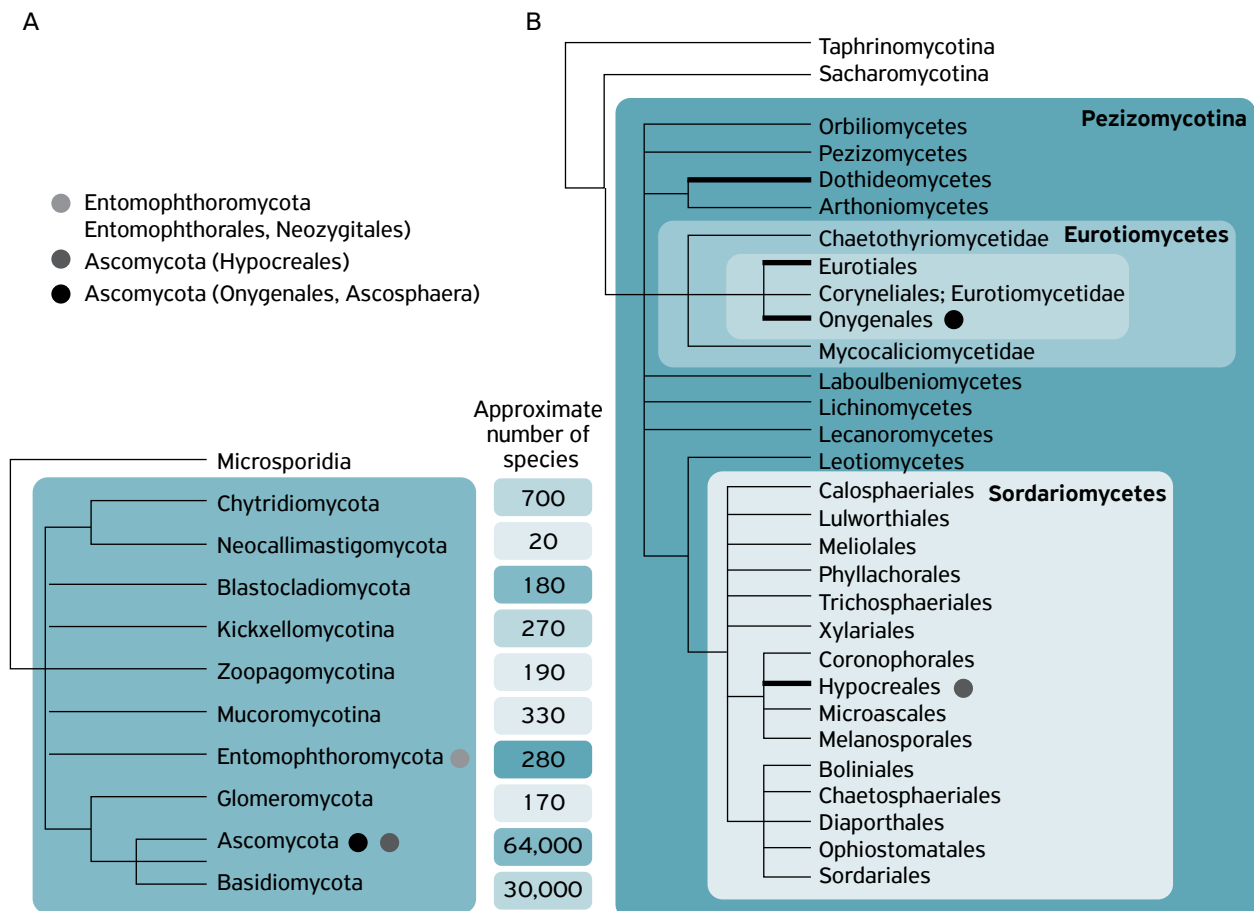 A
Entomophthoromycota
Entomophthorales, Neozygitales)
Ascomycota (Hypocreales)
Ascomycota (Onygenales, Ascosphaera)
Approximate
number of
species
Microsporidia
Chytridiomycota 700
Neocallimastigomycota 20
Blastocladiomycota 180
Kickxellomycotina 270
Zoopagomycotina 190
Mucoromycotina 330
Entomophthoromycota 280
Glomeromycota 170
Ascomycota 64,000
Basidiomycota 30,000
B
Taphrinomycotina
Sacharomycotina
Pezizomycotina
Orbiliomycetes
Pezizomycetes
Dothideomycetes
Arthoniomycetes
Chaetothyriomycetidae Eurotiomycetes
Eurotiales
Coryneliales; Eurotiomycetidae
Onygenales
Mycocaliciomycetidae
Laboulbeniomycetes
Lichinomycetes
Lecanoromycetes
Leotiomycetes
Calosphaeriales Sordariomycetes
Lulworthiales
Meliolales
Phyllachorales
Trichosphaeriales
Xylariales
Coronophorales
Hypocreales
Microascales
Melanosporales
Boliniales
Chaetosphaeriales
Diaporthales
Ophiostomatales
Sordariales